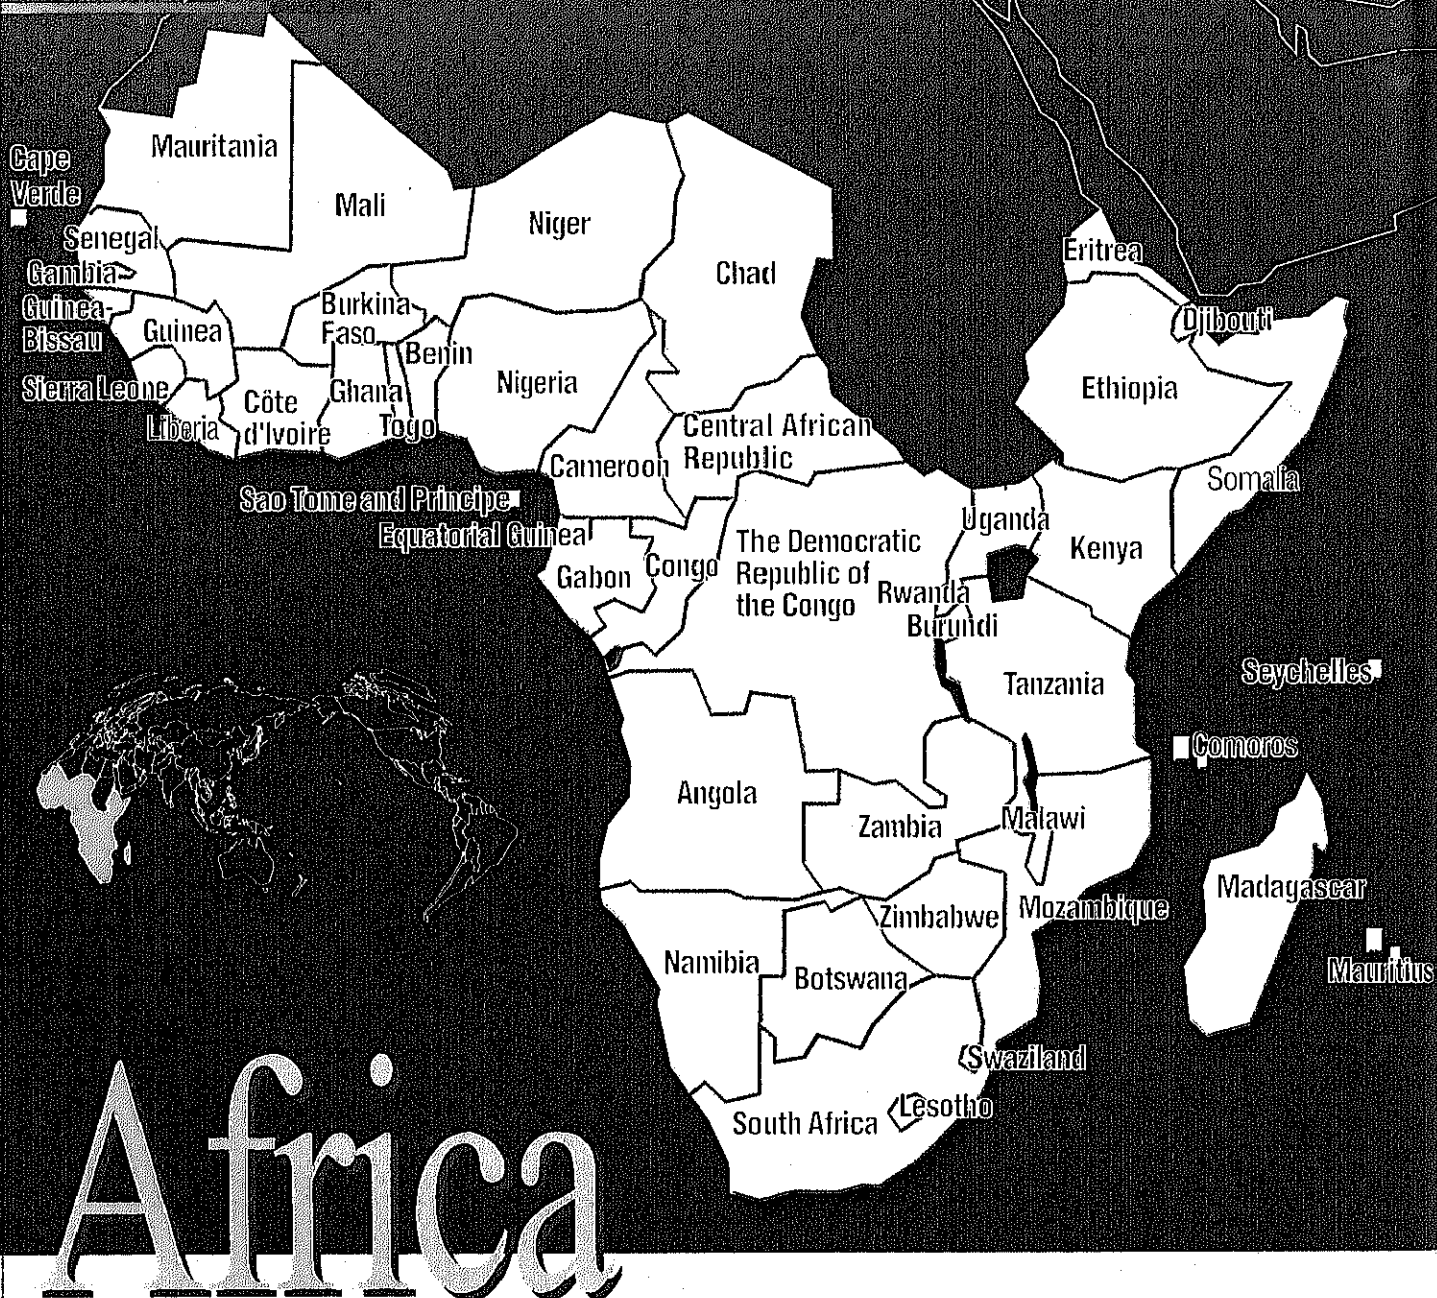 Mauritania
Cape
Verde
Mali
Niger
Senegal
Chad
Eritrea
Gambia
Guinea-
Bissau
Guinea
Burkina
Faso
Djibouti
Benin
Nigeria
Ethiopia
Sierra Leone
Ghana
Côte
d'Ivoire
Liberia
Togo
Central African
Republic
Cameroon
Somalia
Sao Tome and Principe
Equatorial Guinea
Uganda
Kenya
The Democratic
Republic of
the Congo
Congo
Gabon
Rwanda
Burundi
Seychelles
Tanzania
Comoros
Angola
Zambia
Malawi
Madagascar
Mozambique
Zimbabwe
Namibia
Botswana
Mauritius
Swaziland
Lesotho
South Africa
Africa